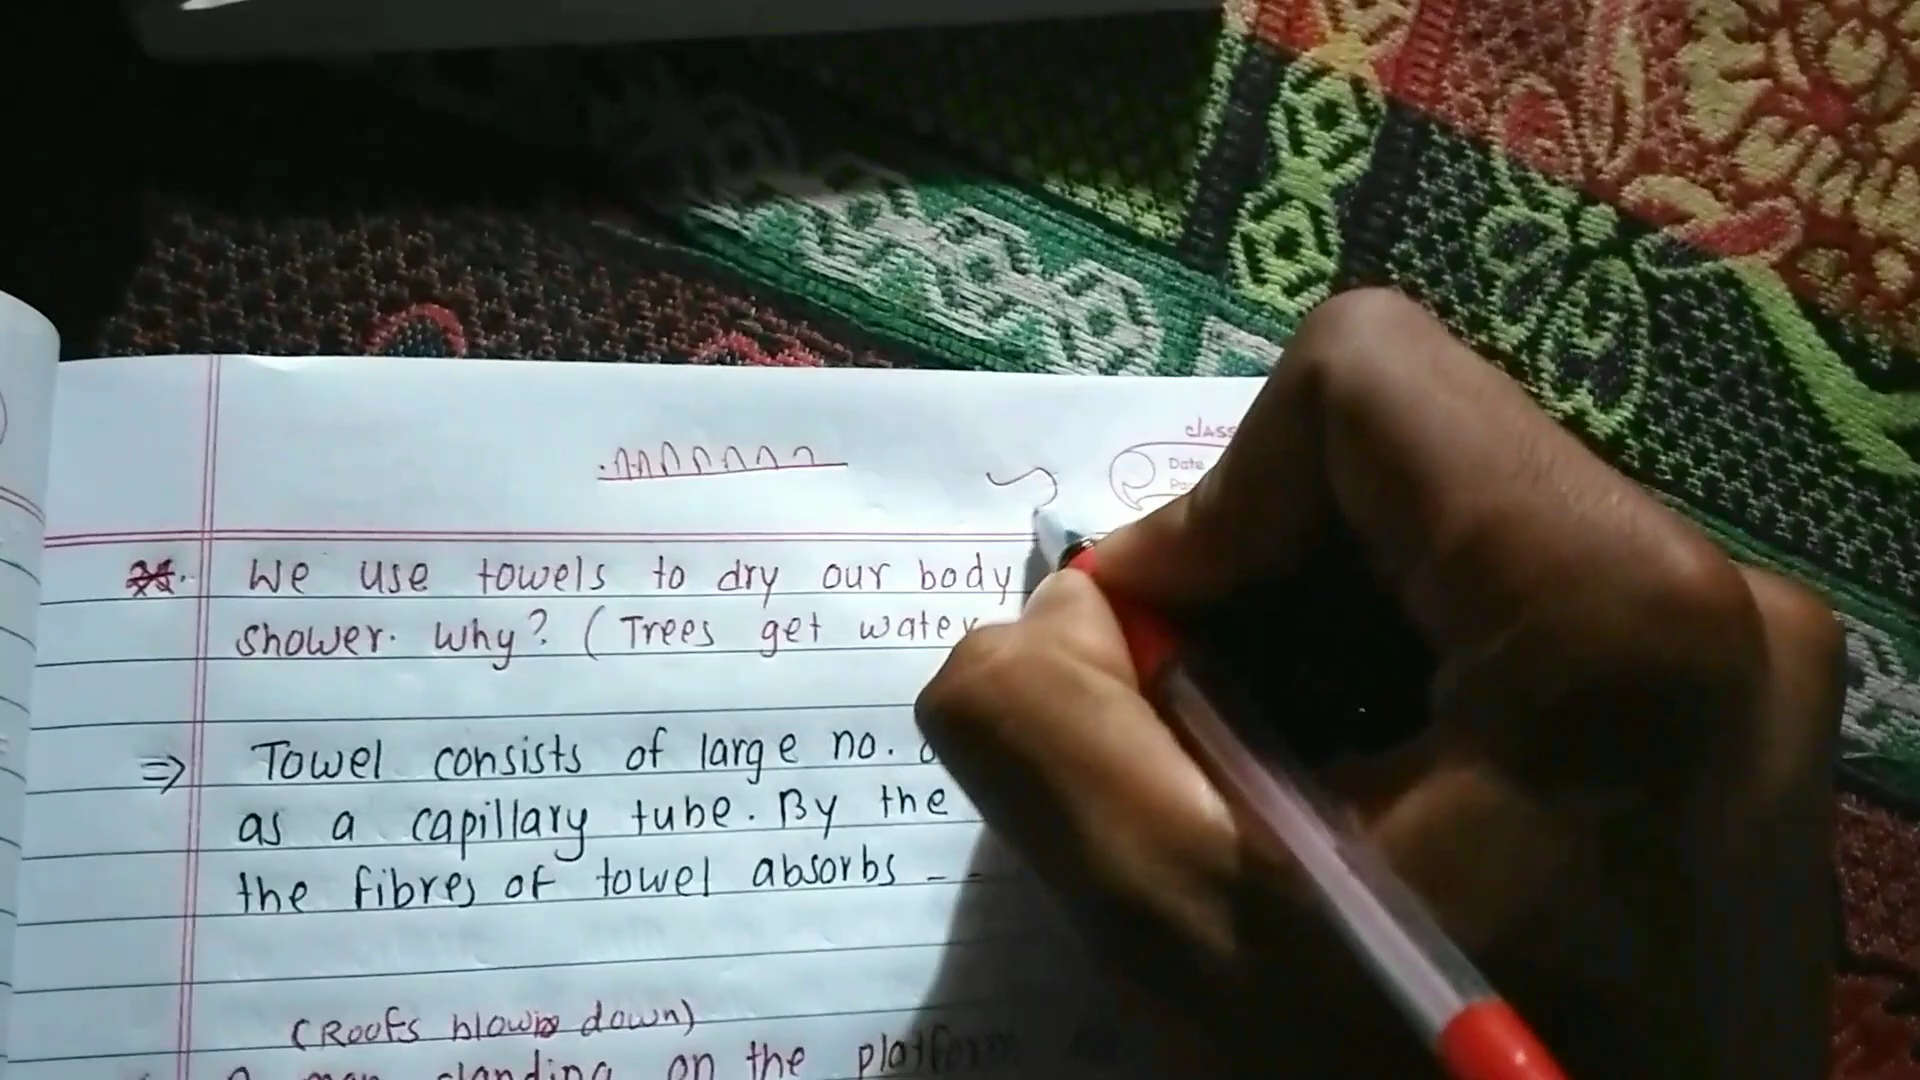 class
Date
We use towels to dry our body
shower. Why? (Trees get water
⇒ Towel consists of large no.
as a capillary tube. By the
the fibres of towel absorbs - -
(Roofs blows down)
on the platform